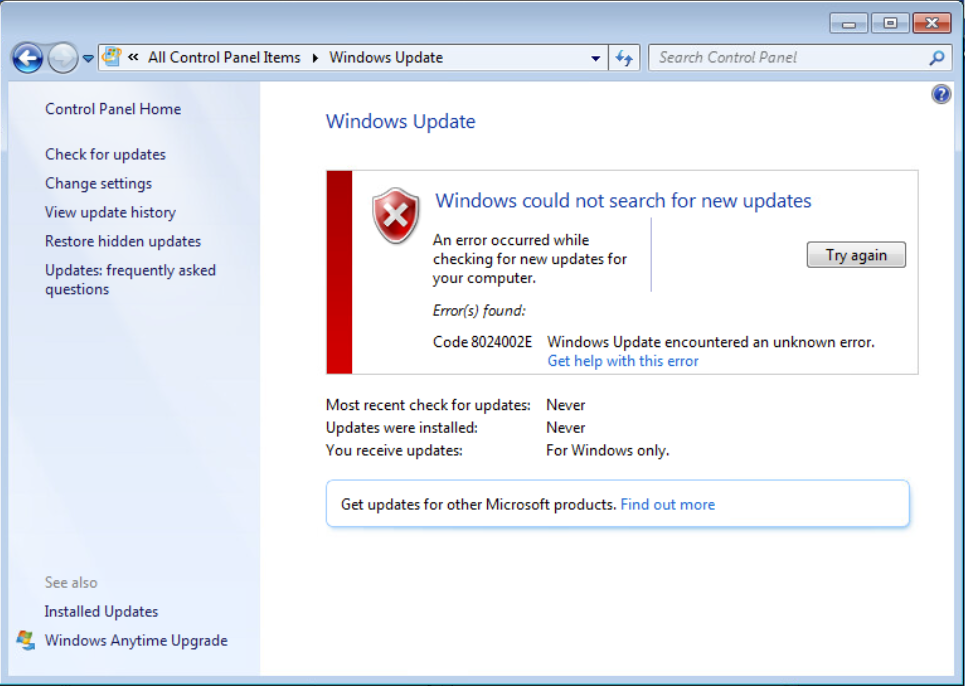 « All Control Panel Items ▸ Windows Update
Search Control Panel
Control Panel Home
Check for updates
Change settings
View update history
Restore hidden updates
Updates: frequently asked
questions
See also
Installed Updates
Windows Anytime Upgrade
Windows Update
Windows could not search for new updates
An error occurred while
checking for new updates for
your computer.
Try again
Error(s) found:
Code 8024002E Windows Update encountered an unknown error.
Get help with this error
Most recent check for updates: Never
Updates were installed: Never
You receive updates: For Windows only.
Get updates for other Microsoft products. Find out more